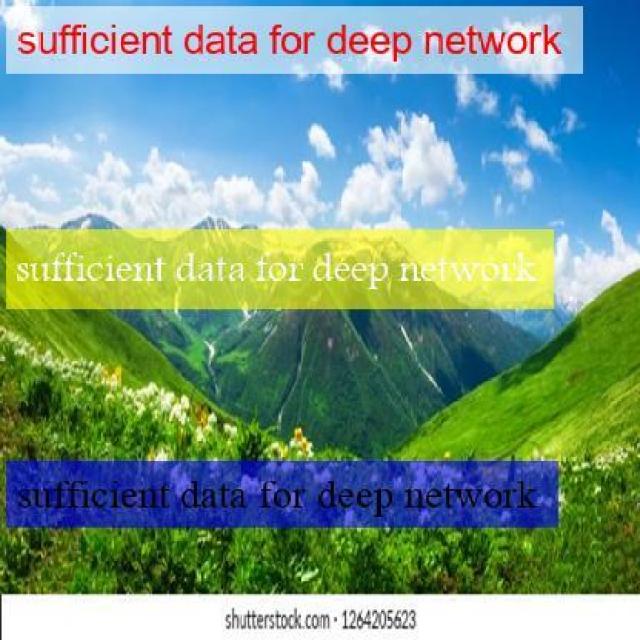 sufficient data for deep network
sufficient data for deep network
sufficient data for deep network
shutterstock.com · 1264205623